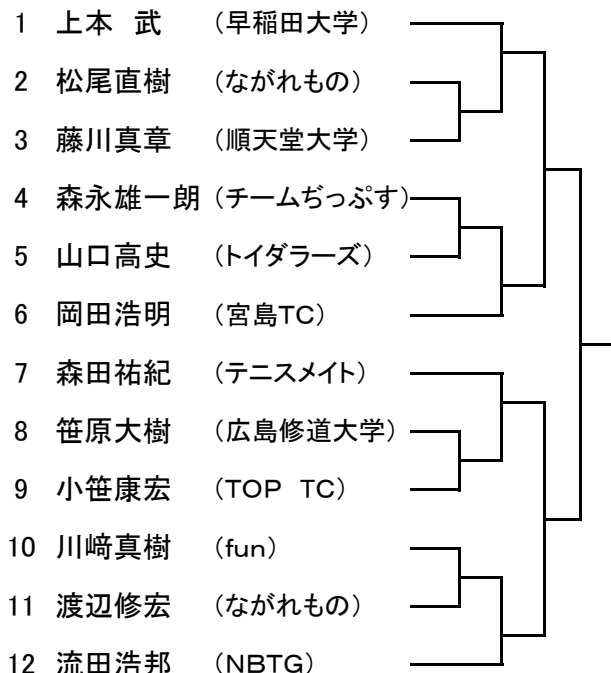 1 上本 武 （早稲田大学）
2 松尾直樹 （ながれもの）
3 藤川真章 （順天堂大学）
4 森永雄一朗 （チームぢっぷす）
5 山口高史 （トイダラーズ）
6 岡田浩明 （宮島TC）
7 森田祐紀 （テニスメイト）
8 笹原大樹 （広島修道大学）
9 小笹康宏 （TOP TC）
10 川﨑真樹 （fun）
11 渡辺修宏 （ながれもの）
12 流田浩邦 （NBTG）